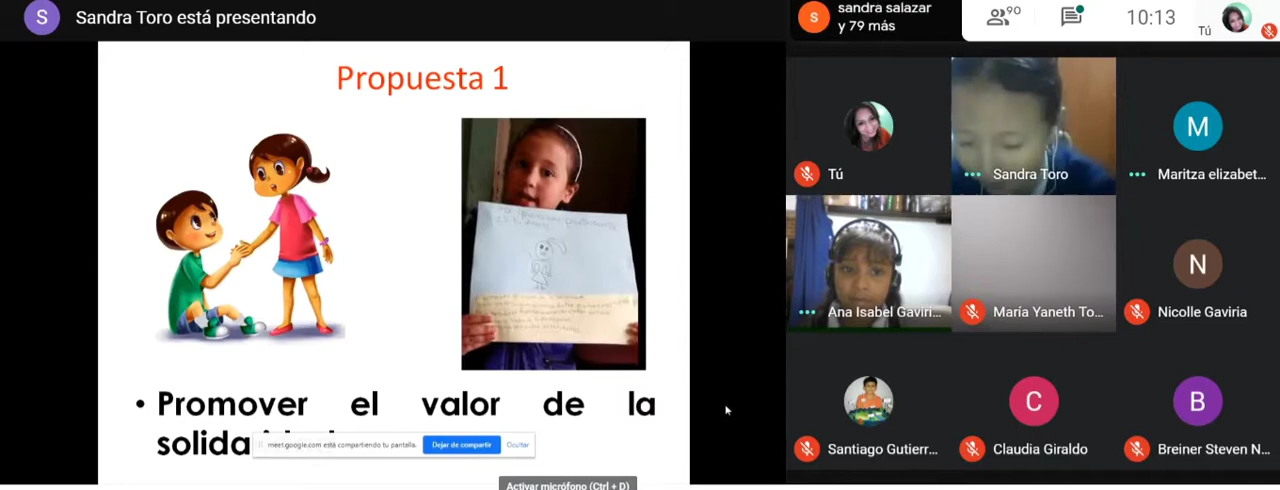 S
Sandra Toro está presentando
S
sandra salazar
y 79 más
90
10:13
Tú
Propuesta 1
• Promover el valor de la
solida
meet.google.com está compartiendo tu pantalla.
Dejar de compartir
Ocultar
Activar micrófono (Ctrl + D)
Tú
Sandra Toro
M
Maritza elizabet...
Ana Isabel Gaviri...
María Yaneth To...
N
Nicolle Gaviria
Santiago Gutierr...
C
Claudia Giraldo
B
Breiner Steven N...